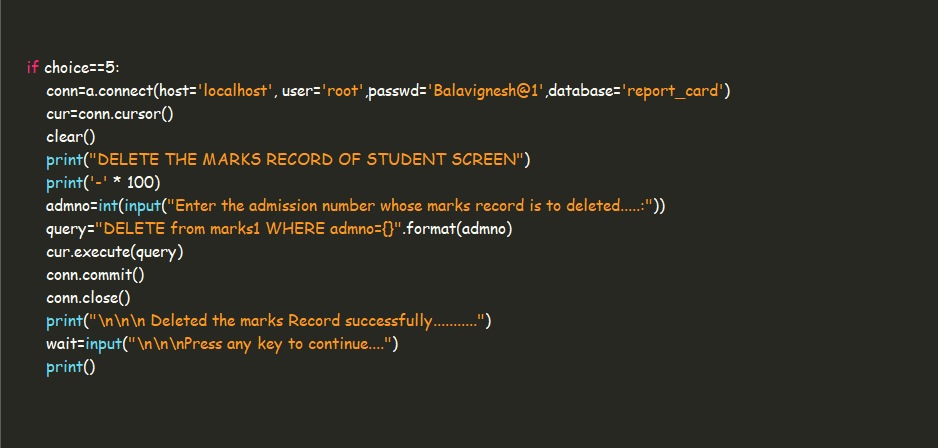 if choice==5:
conn=a.connect(host='localhost', user='root',passwd='Balavignesh@1',database='report_card')
cur=conn.cursor()
clear()
print("DELETE THE MARKS RECORD OF STUDENT SCREEN")
print('-' * 100)
admno=int(input("Enter the admission number whose marks record is to deleted.....:"))
query="DELETE from marks1 WHERE admno={}".format(admno)
cur.execute(query)
conn.commit()
conn.close()
print("\n\n\n Deleted the marks Record successfully...........")
wait=input("\n\n\nPress any key to continue....")
print()